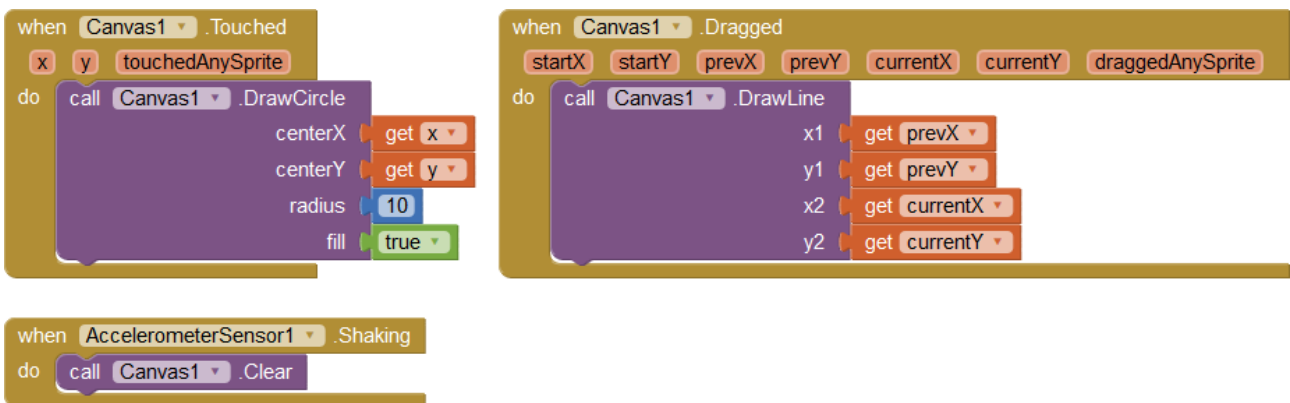 when Canvas1 .Touched
x y touchedAnySprite
do call Canvas1 .DrawCircle
centerX get x
centerY get y
radius 10
fill true
when Canvas1 .Dragged
startX startY prevX prevY currentX currentY draggedAnySprite
do call Canvas1 .DrawLine
x1 get prevX
y1 get prevY
x2 get currentX
y2 get currentY
when AccelerometerSensor1 .Shaking
do call Canvas1 .Clear